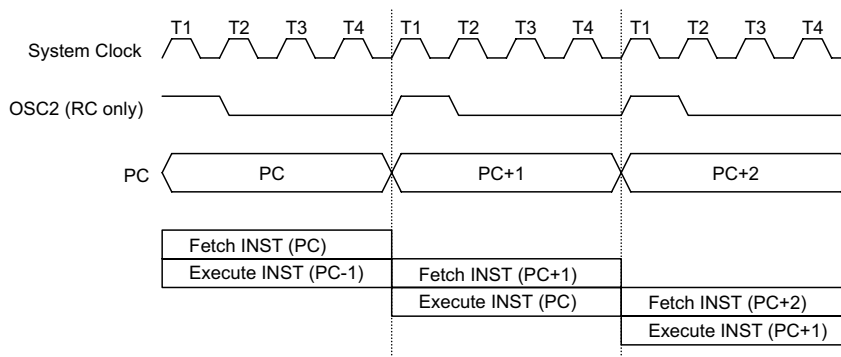 T1 T2 T3 T4 T1 T2 T3 T4 T1 T2 T3 T4
System Clock
OSC2 (RC only)
PC PC PC+1 PC+2
Fetch INST (PC)
Execute INST (PC-1) Fetch INST (PC+1)
Execute INST (PC) Fetch INST (PC+2)
Execute INST (PC+1)